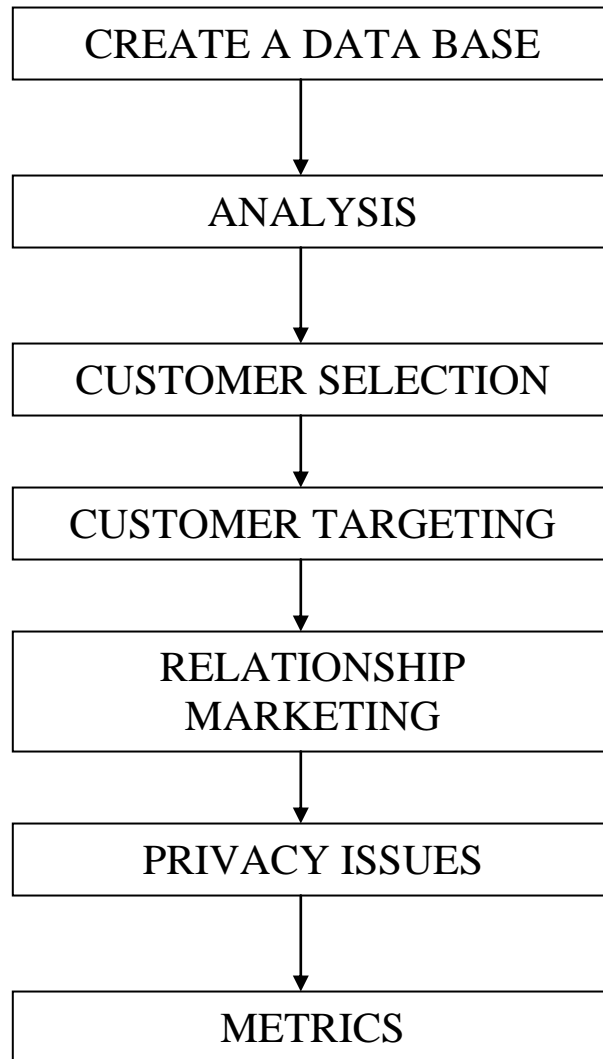 CREATE A DATA BASE
ANALYSIS
CUSTOMER SELECTION
CUSTOMER TARGETING
RELATIONSHIP
MARKETING
PRIVACY ISSUES
METRICS